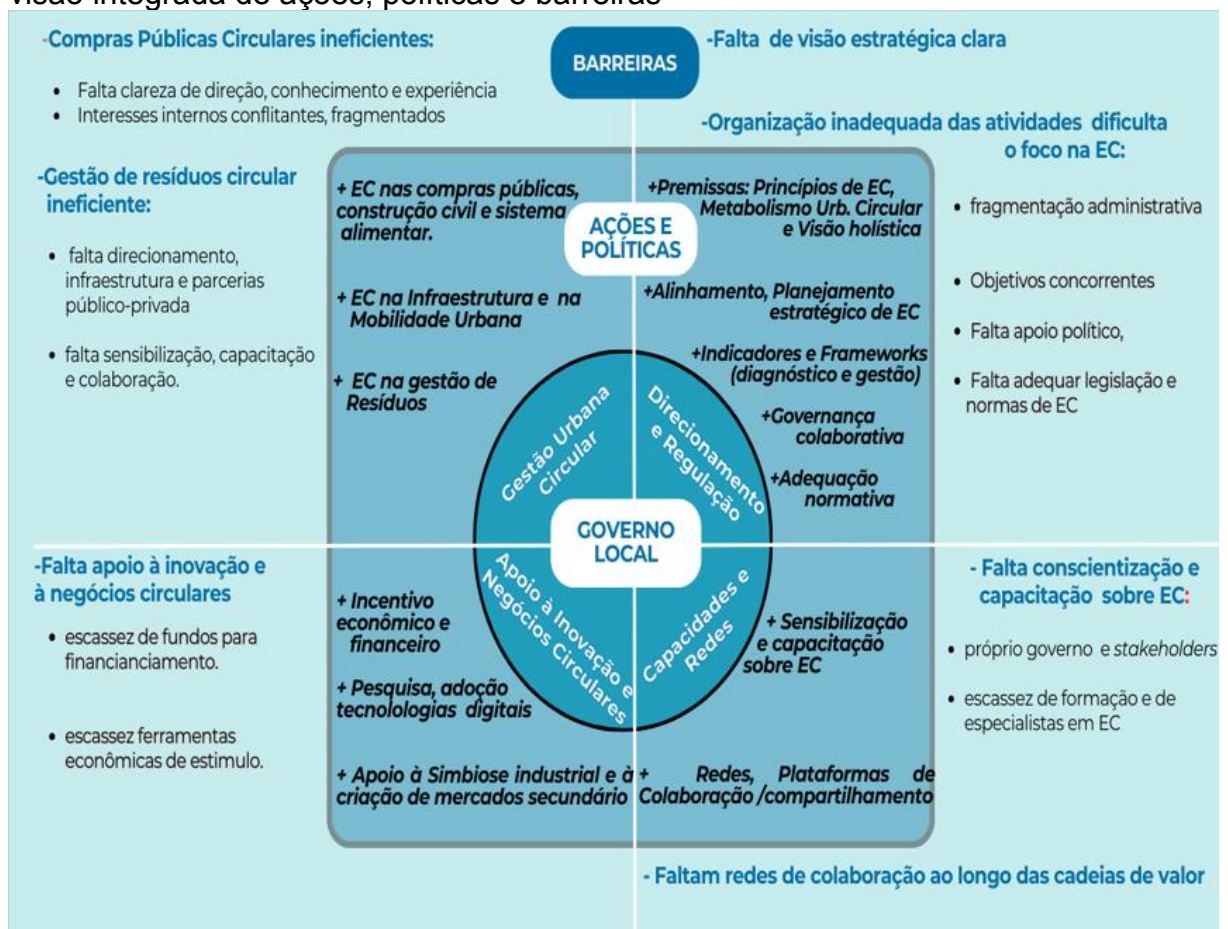 visão integrada de ações, políticas e barreiras
-Compras Públicas Circulares ineficientes:
• Falta clareza de direção, conhecimento e experiência
• Interesses internos conflitantes, fragmentados
BARREIRAS
-Falta de visão estratégica clara
-Organização inadequada das atividades dificulta
o foco na EC:
• fragmentação administrativa
• Objetivos concorrentes
• Falta apoio político,
• Falta adequar legislação e
normas de EC
-Gestão de resíduos circular
ineficiente:
• falta direcionamento,
infraestrutura e parcerias
público-privada
• falta sensibilização, capacitação
e colaboração.
+ EC nas compras públicas,
construção civil e sistema
alimentar.
+ EC na Infraestrutura e na
Mobilidade Urbana
+ EC na gestão de
Resíduos
AÇÕES E
POLÍTICAS
+Premissas: Princípios de EC,
Metabolismo Urb. Circular
e Visão holística
+Alinhamento, Planejamento
estratégico de EC
+Indicadores e Frameworks
(diagnóstico e gestão)
+Governança
colaborativa
+Adequação
normativa
Gestão Urbana
Circular
Direcionamento
e Regulação
GOVERNO
LOCAL
Apoio à Inovação e
Negócios Circulares
Capacidades e
Redes
-Falta apoio à inovação e
à negócios circulares
• escassez de fundos para
financianciamento.
• escassez ferramentas
econômicas de estimulo.
+ Incentivo
econômico e
financeiro
+ Pesquisa, adoção
tecnolologias digitais
+ Apoio à Simbiose industrial e à
criação de mercados secundário
+ Sensibilização
e capacitação
sobre EC
+ Redes, Plataformas de
Colaboração /compartilhamento
- Falta conscientização e
capacitação sobre EC:
• próprio governo e stakeholders
• escassez de formação e de
especialistas em EC
- Faltam redes de colaboração ao longo das cadeias de valor